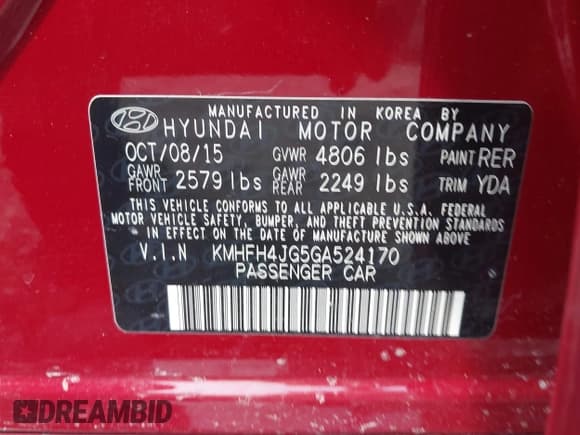 MANUFACTURED IN KOREA BY
HYUNDAI MOTOR COMPANY
OCT/08/15 GVWR 4806 lbs PAINT RER
GAWR FRONT 2579 lbs GAWR REAR 2249 lbs TRIM YDA
THIS VEHICLE CONFORMS TO ALL APPLICABLE U.S.A. FEDERAL
MOTOR VEHICLE SAFETY, BUMPER, AND THEFT PREVENTION STANDARDS
IN EFFECT ON THE DATE OF MANUFACTURE SHOWN ABOVE
V.I.N KMHFH4JG5GA524170
PASSENGER CAR
DREAMBID